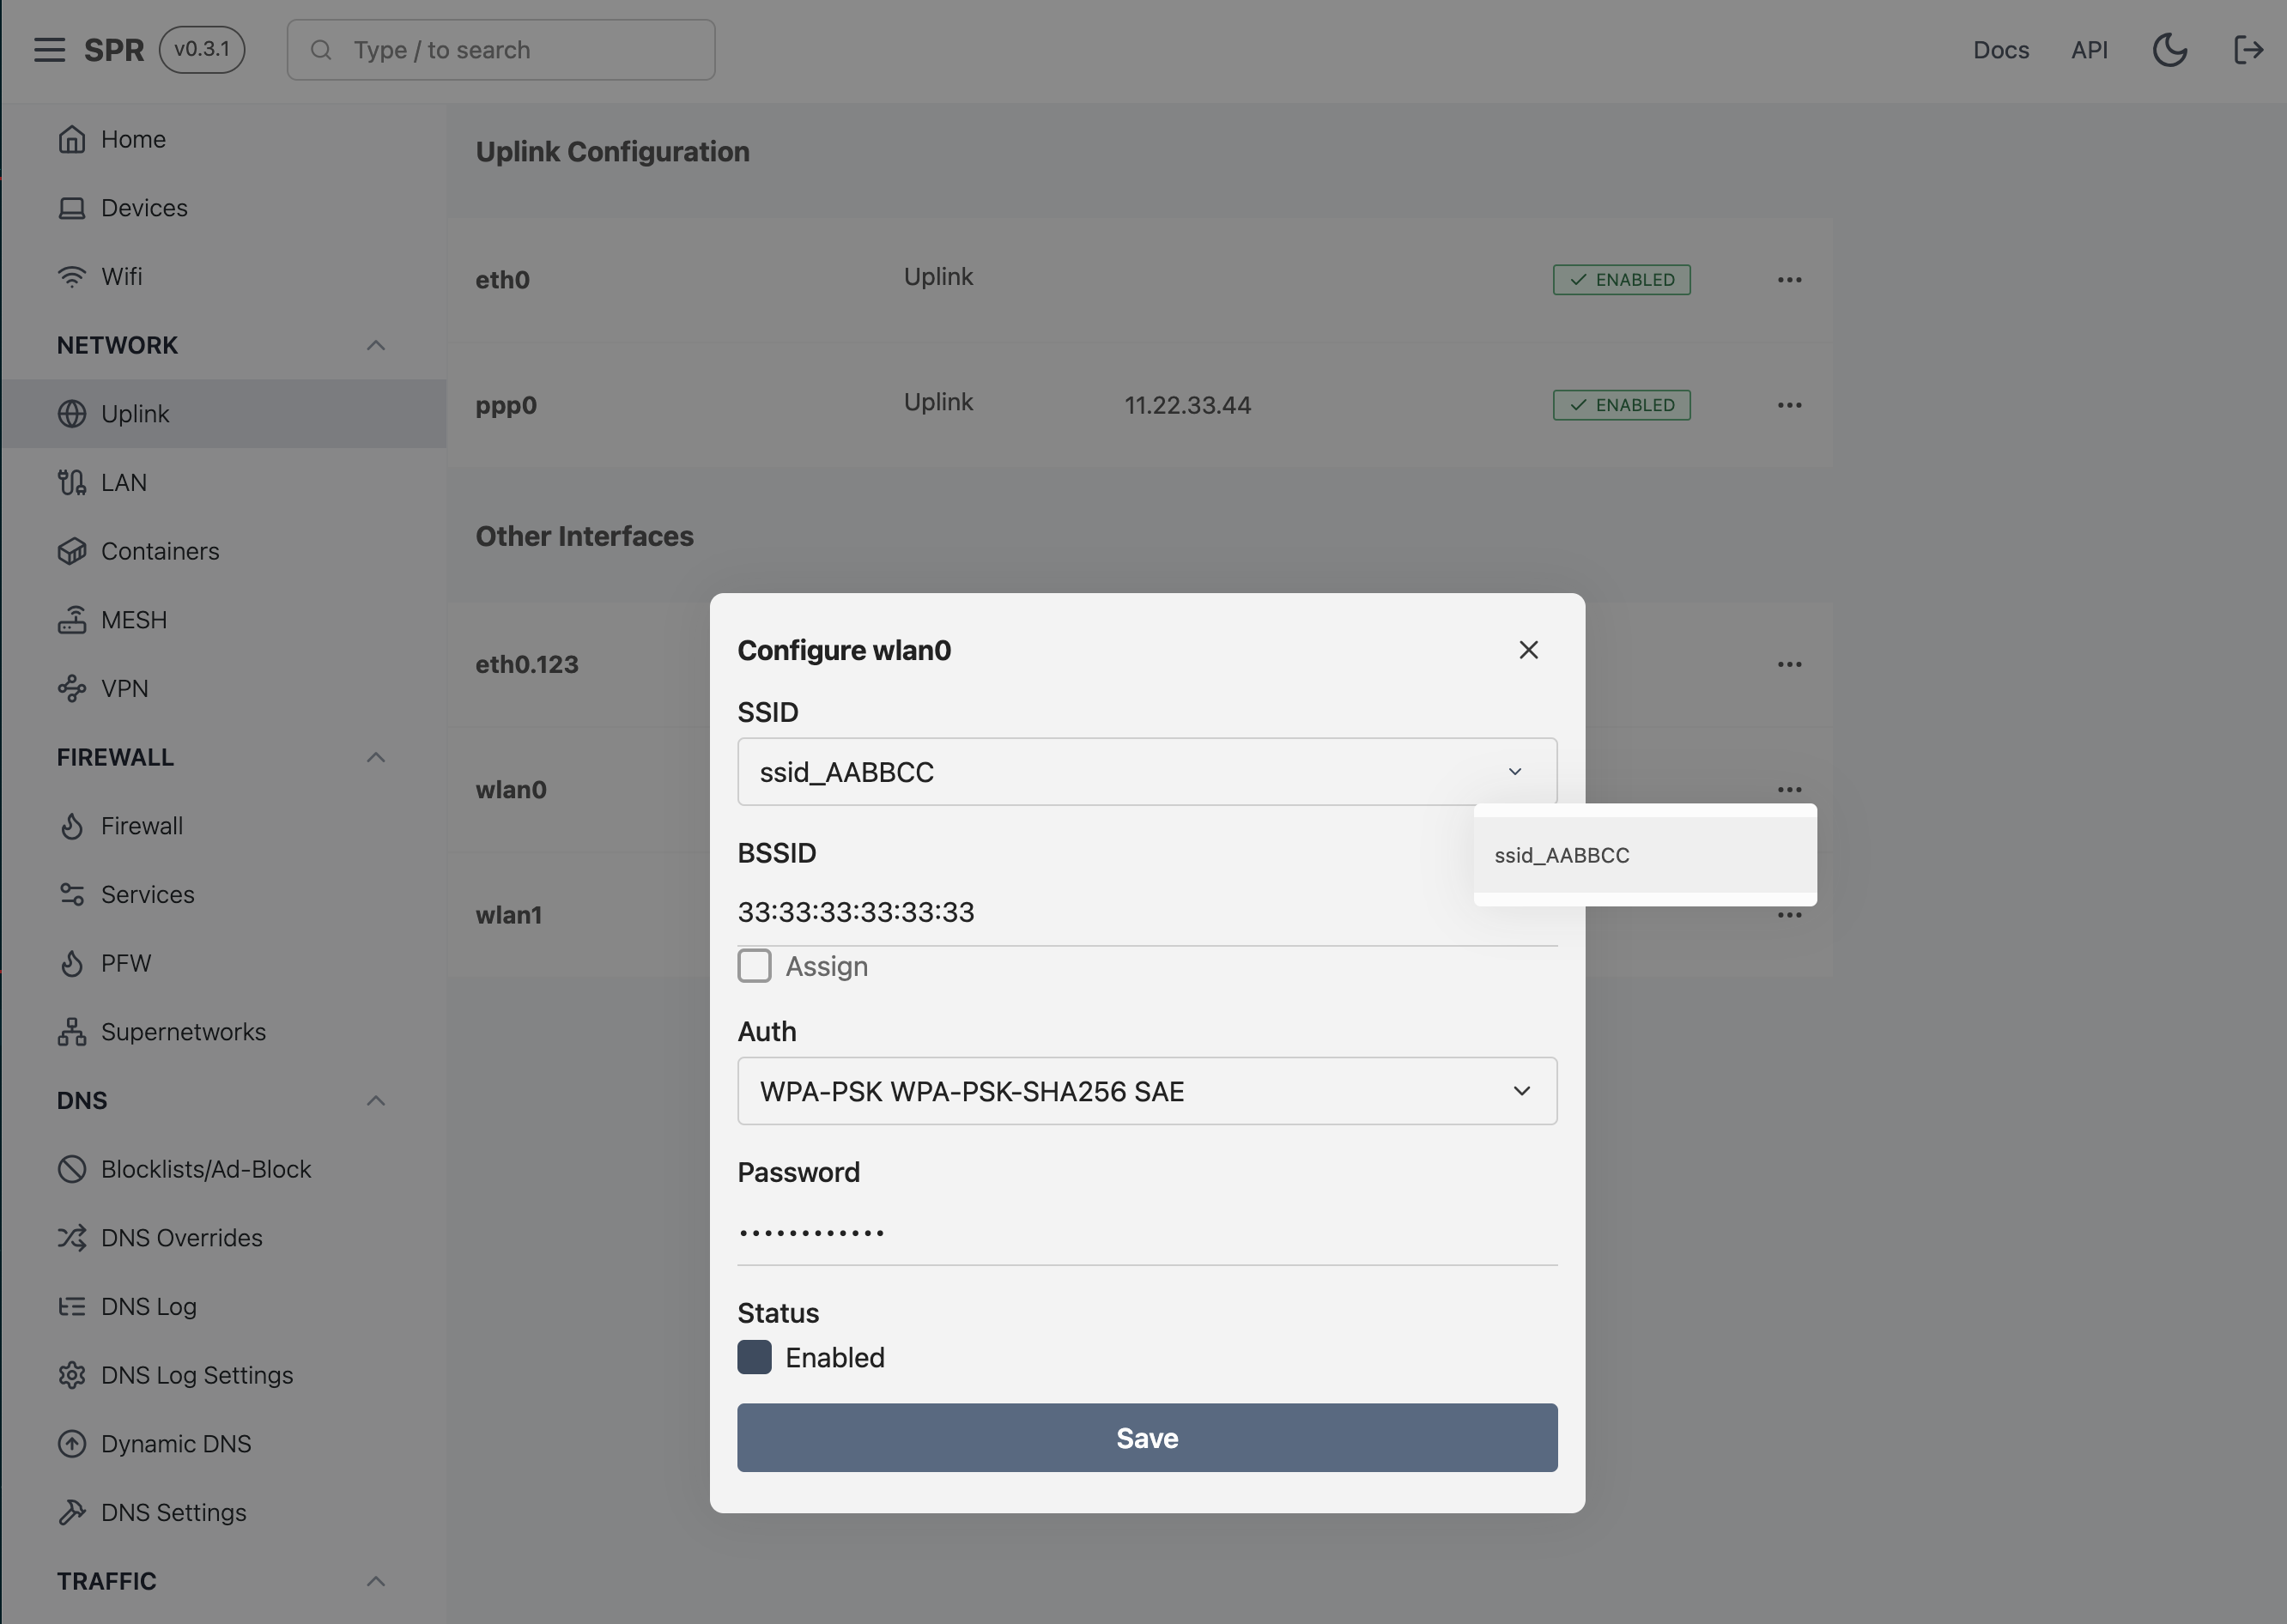 SPR v0.3.1 Type / to search Docs API
Home
Devices
Wifi
NETWORK
Uplink
LAN
Containers
MESH
VPN
FIREWALL
Firewall
Services
PFW
Supernetworks
DNS
Blocklists/Ad-Block
DNS Overrides
DNS Log
DNS Log Settings
Dynamic DNS
DNS Settings
TRAFFIC
Uplink Configuration
eth0 Uplink ENABLED
ppp0 Uplink 11.22.33.44 ENABLED
Other Interfaces
eth0.123
wlan0
wlan1
Configure wlan0
SSID
ssid_AABBCC
ssid_AABBCC
BSSID
33:33:33:33:33:33
Assign
Auth
WPA-PSK WPA-PSK-SHA256 SAE
Password
••••••••••••
Status
Enabled
Save